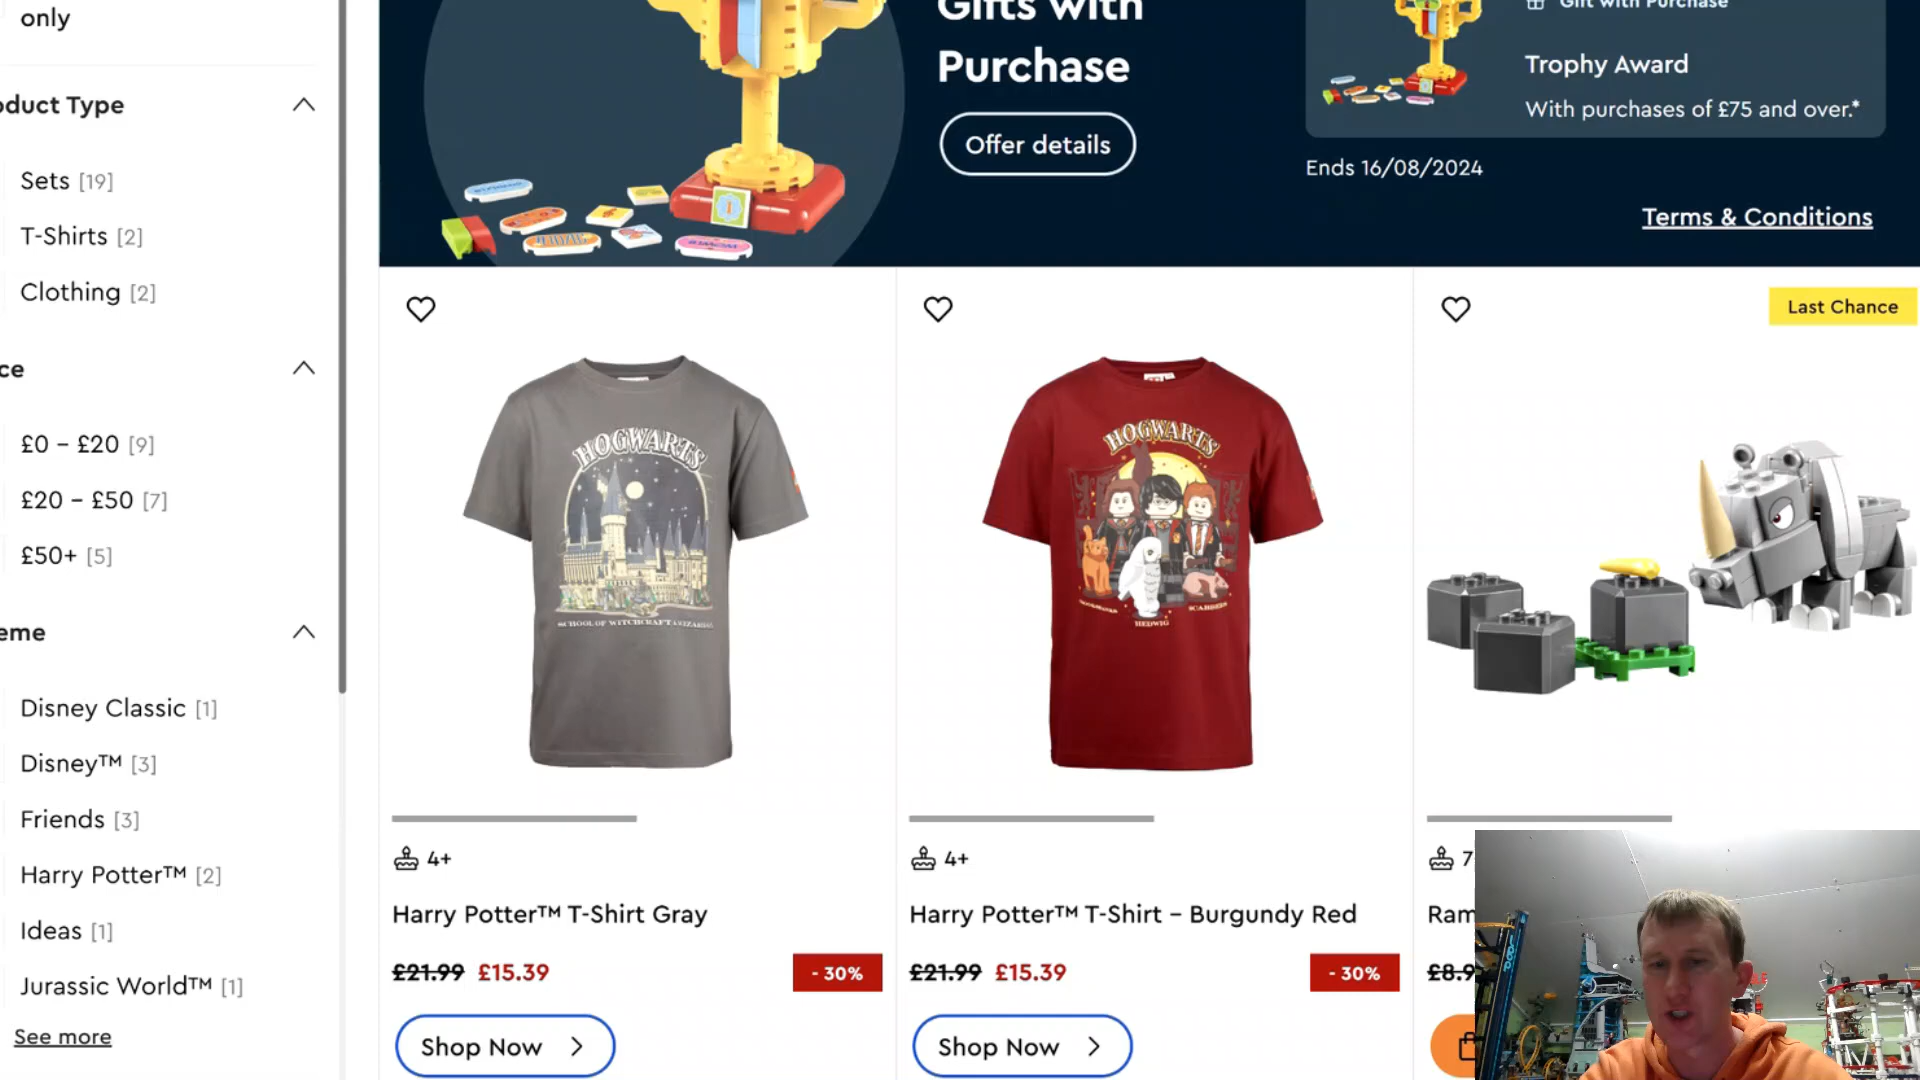 only
oduct Type
Sets [19]
T-Shirts [2]
Clothing [2]
ce
£0 – £20 [9]
£20 – £50 [7]
£50+ [5]
eme
Disney Classic [1]
Disney™ [3]
Friends [3]
Harry Potter™ [2]
Ideas [1]
Jurassic World™ [1]
See more
Gifts with
Purchase
Offer details
Gift with Purchase
Trophy Award
With purchases of £75 and over.*
Ends 16/08/2024
Terms & Conditions
HOGWARTS
SCHOOL OF WITCHCRAFT & WIZARDRY
4+
Harry Potter™ T-Shirt Gray
£21.99 £15.39
- 30%
Shop Now
HOGWARTS
CROOKSHANKS
HEDWIG
SCABBERS
4+
Harry Potter™ T-Shirt – Burgundy Red
£21.99 £15.39
- 30%
Shop Now
Last Chance
7
Ram
£8.9